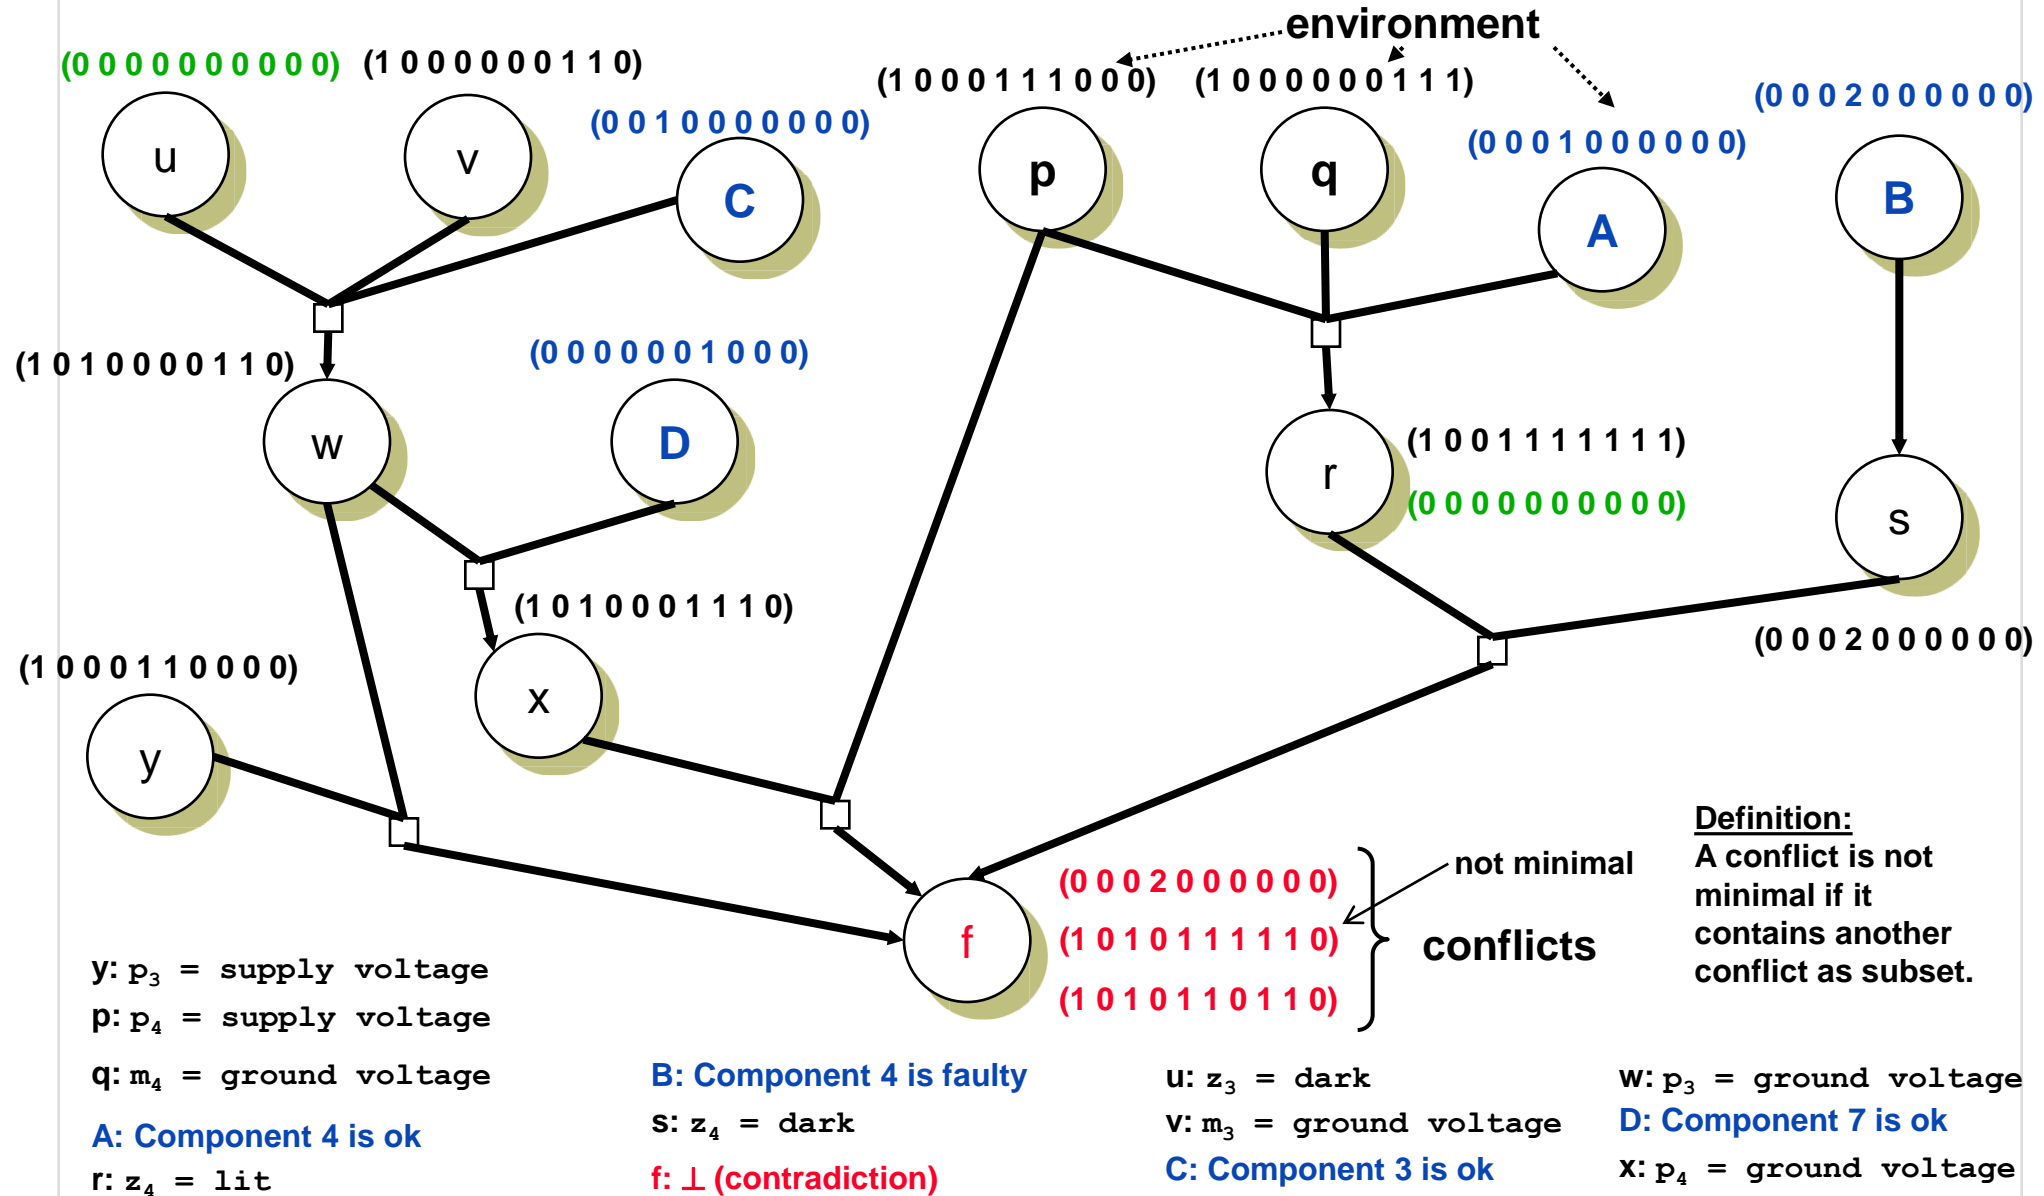 environment
(0 0 0 0 0 0 0 0 0 0) (1 0 0 0 0 0 0 1 1 0)
(1 0 0 0 1 1 1 0 0 0) (1 0 0 0 0 0 0 1 1 1)
(0 0 0 2 0 0 0 0 0 0)
(0 0 1 0 0 0 0 0 0 0)
(0 0 0 1 0 0 0 0 0 0)
u
v
C
p
q
A
B
(1 0 1 0 0 0 0 1 1 0)
(0 0 0 0 0 0 1 0 0 0)
w
D
r
(1 0 0 1 1 1 1 1 1 1)
(0 0 0 0 0 0 0 0 0 0)
s
(1 0 1 0 0 0 1 1 1 0)
(0 0 0 2 0 0 0 0 0 0)
(1 0 0 0 1 1 0 0 0 0)
x
y
f
(0 0 0 2 0 0 0 0 0 0)
(1 0 1 0 1 1 1 1 1 0)
(1 0 1 0 1 1 0 1 1 0)
not minimal
conflicts
Definition:
A conflict is not
minimal if it
contains another
conflict as subset.
y: p3 = supply voltage
p: p4 = supply voltage
q: m4 = ground voltage
A: Component 4 is ok
r: z4 = lit
B: Component 4 is faulty
s: z4 = dark
f: ⊥ (contradiction)
u: z3 = dark
v: m3 = ground voltage
C: Component 3 is ok
w: p3 = ground voltage
D: Component 7 is ok
x: p4 = ground voltage